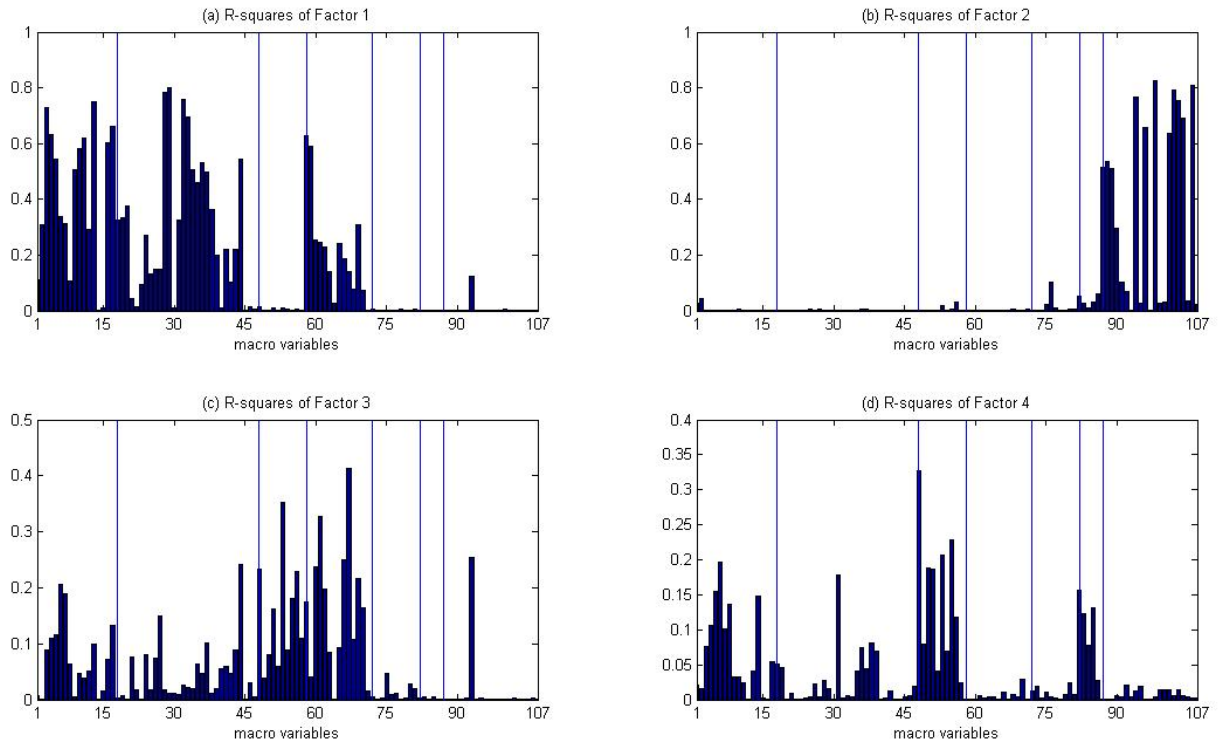 (a) R-squares of Factor 1
1
0.8
0.6
0.4
0.2
0
1 15 30 45 60 75 90 107
macro variables
(b) R-squares of Factor 2
1
0.8
0.6
0.4
0.2
0
1 15 30 45 60 75 90 107
macro variables
(c) R-squares of Factor 3
0.5
0.4
0.3
0.2
0.1
0
1 15 30 45 60 75 90 107
macro variables
(d) R-squares of Factor 4
0.4
0.35
0.3
0.25
0.2
0.15
0.1
0.05
0
1 15 30 45 60 75 90 107
macro variables